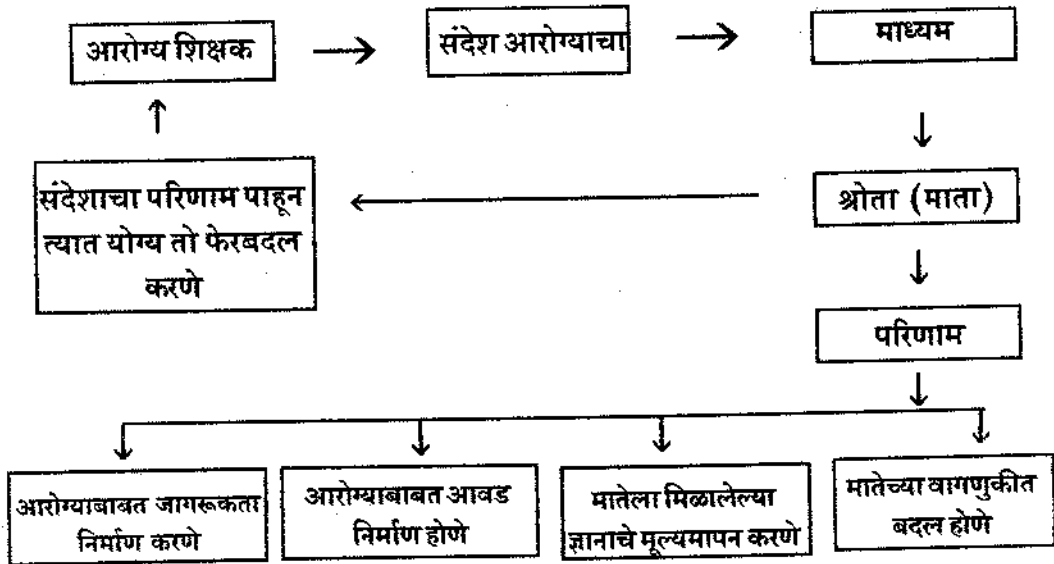 आरोग्य शिक्षक
संदेश आरोग्याचा
माध्यम
संदेशाचा परिणाम पाहून
त्यात योग्य तो फेरबदल
करणे
श्रोता (माता)
परिणाम
आरोग्याबाबत जागरूकता
निर्माण करणे
आरोग्याबाबत आवड
निर्माण होणे
मातेला मिळालेल्या
ज्ञानाचे मूल्यमापन करणे
मातेच्या वागणुकीत
बदल होणे